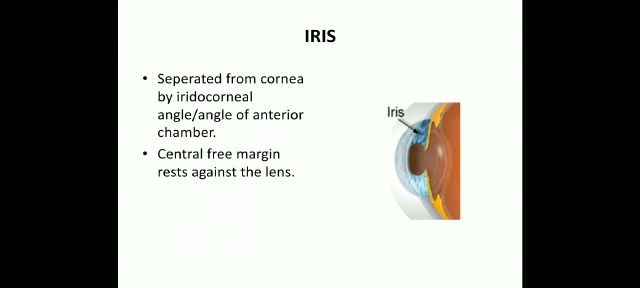 IRIS
• Seperated from cornea
by iridocorneal
angle/angle of anterior
chamber.
• Central free margin
rests against the lens.
Iris